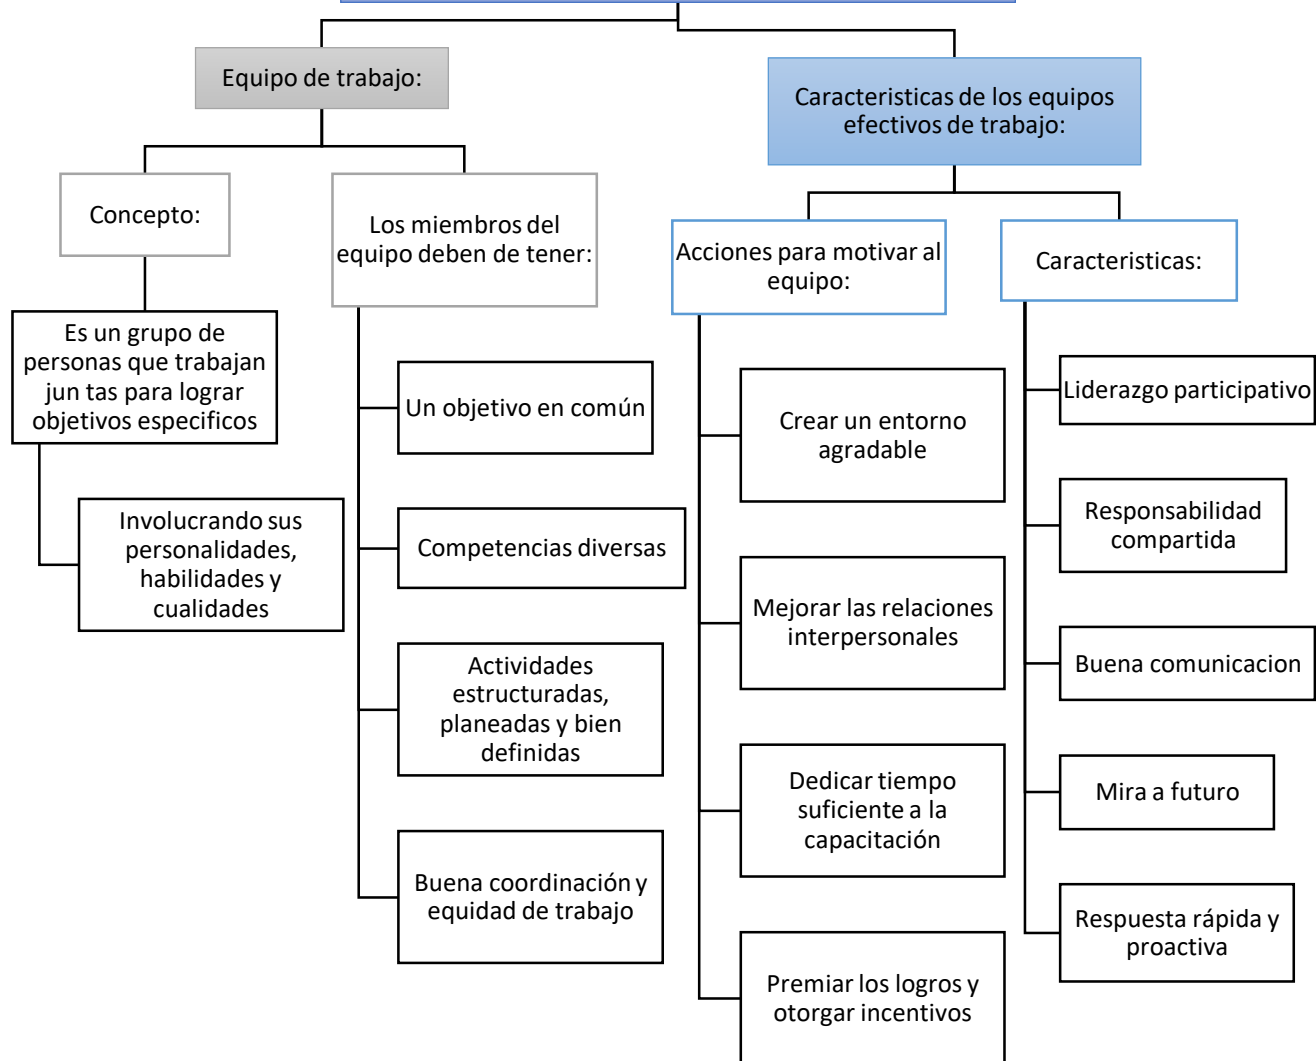 Equipo de trabajo:
Caracteristicas de los equipos
efectivos de trabajo:
Concepto:
Los miembros del
equipo deben de tener:
Acciones para motivar al
equipo:
Caracteristicas:
Es un grupo de
personas que trabajan
jun tas para lograr
objetivos especificos
Involucrando sus
personalidades,
habilidades y
cualidades
Un objetivo en común
Competencias diversas
Actividades
estructuradas,
planeadas y bien
definidas
Buena coordinación y
equidad de trabajo
Crear un entorno
agradable
Mejorar las relaciones
interpersonales
Dedicar tiempo
suficiente a la
capacitación
Premiar los logros y
otorgar incentivos
Liderazgo participativo
Responsabilidad
compartida
Buena comunicacion
Mira a futuro
Respuesta rápida y
proactiva